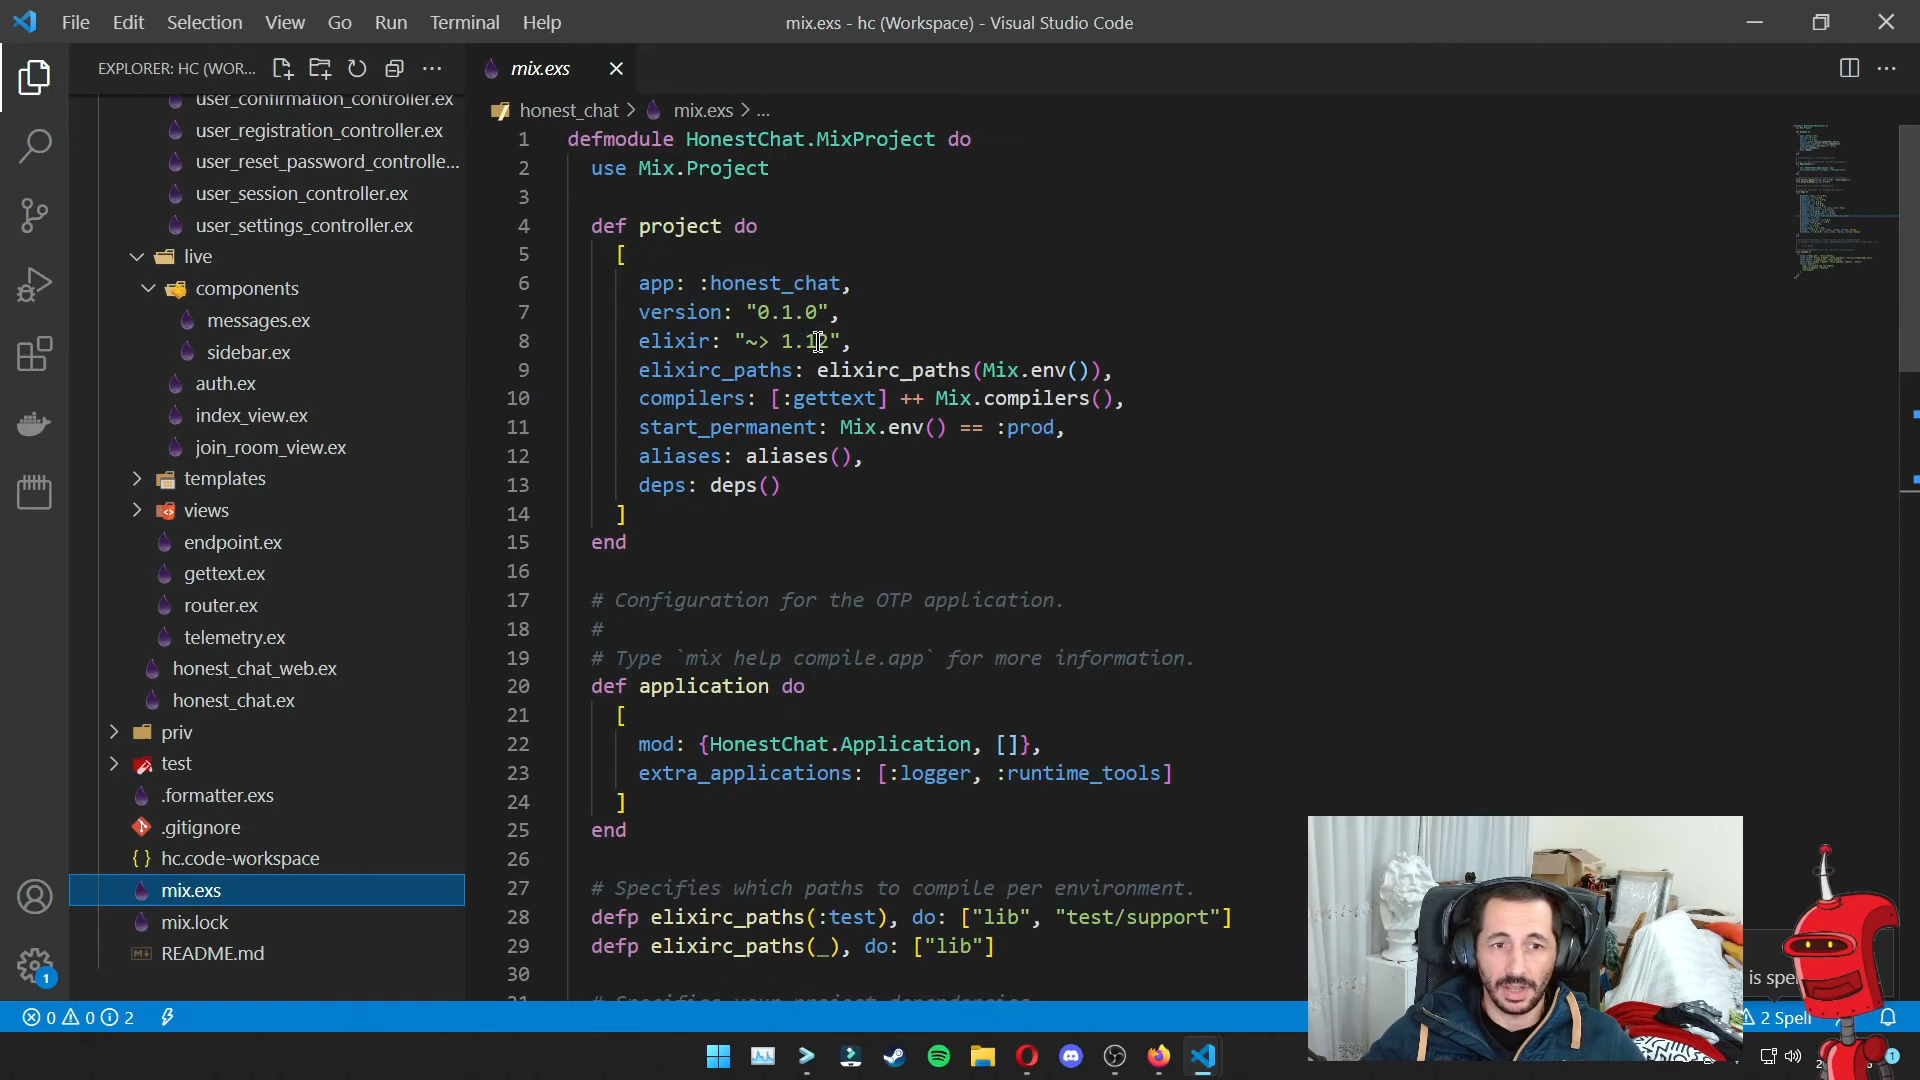 File Edit Selection View Go Run Terminal Help
mix.exs - hc (Workspace) - Visual Studio Code
EXPLORER: HC (WOR...
mix.exs
honest_chat > mix.exs > ...
user_confirmation_controller.ex
user_registration_controller.ex
user_reset_password_controlle...
user_session_controller.ex
user_settings_controller.ex
live
components
messages.ex
sidebar.ex
auth.ex
index_view.ex
join_room_view.ex
templates
views
endpoint.ex
gettext.ex
router.ex
telemetry.ex
honest_chat_web.ex
honest_chat.ex
priv
test
.formatter.exs
.gitignore
{ } hc.code-workspace
mix.exs
mix.lock
README.md
1 defmodule HonestChat.MixProject do
2 use Mix.Project
3
4 def project do
5 [
6 app: :honest_chat,
7 version: "0.1.0",
8 elixir: "~> 1.12",
9 elixirc_paths: elixirc_paths(Mix.env()),
10 compilers: [:gettext] ++ Mix.compilers(),
11 start_permanent: Mix.env() == :prod,
12 aliases: aliases(),
13 deps: deps()
14 ]
15 end
16
17 # Configuration for the OTP application.
18 #
19 # Type `mix help compile.app` for more information.
20 def application do
21 [
22 mod: {HonestChat.Application, []},
23 extra_applications: [:logger, :runtime_tools]
24 ]
25 end
26
27 # Specifies which paths to compile per environment.
28 defp elixirc_paths(:test), do: ["lib", "test/support"]
29 defp elixirc_paths(_), do: ["lib"]
30
31 # Specifies your project dependencies
is spe
1
0 0 2
2 Spell
1